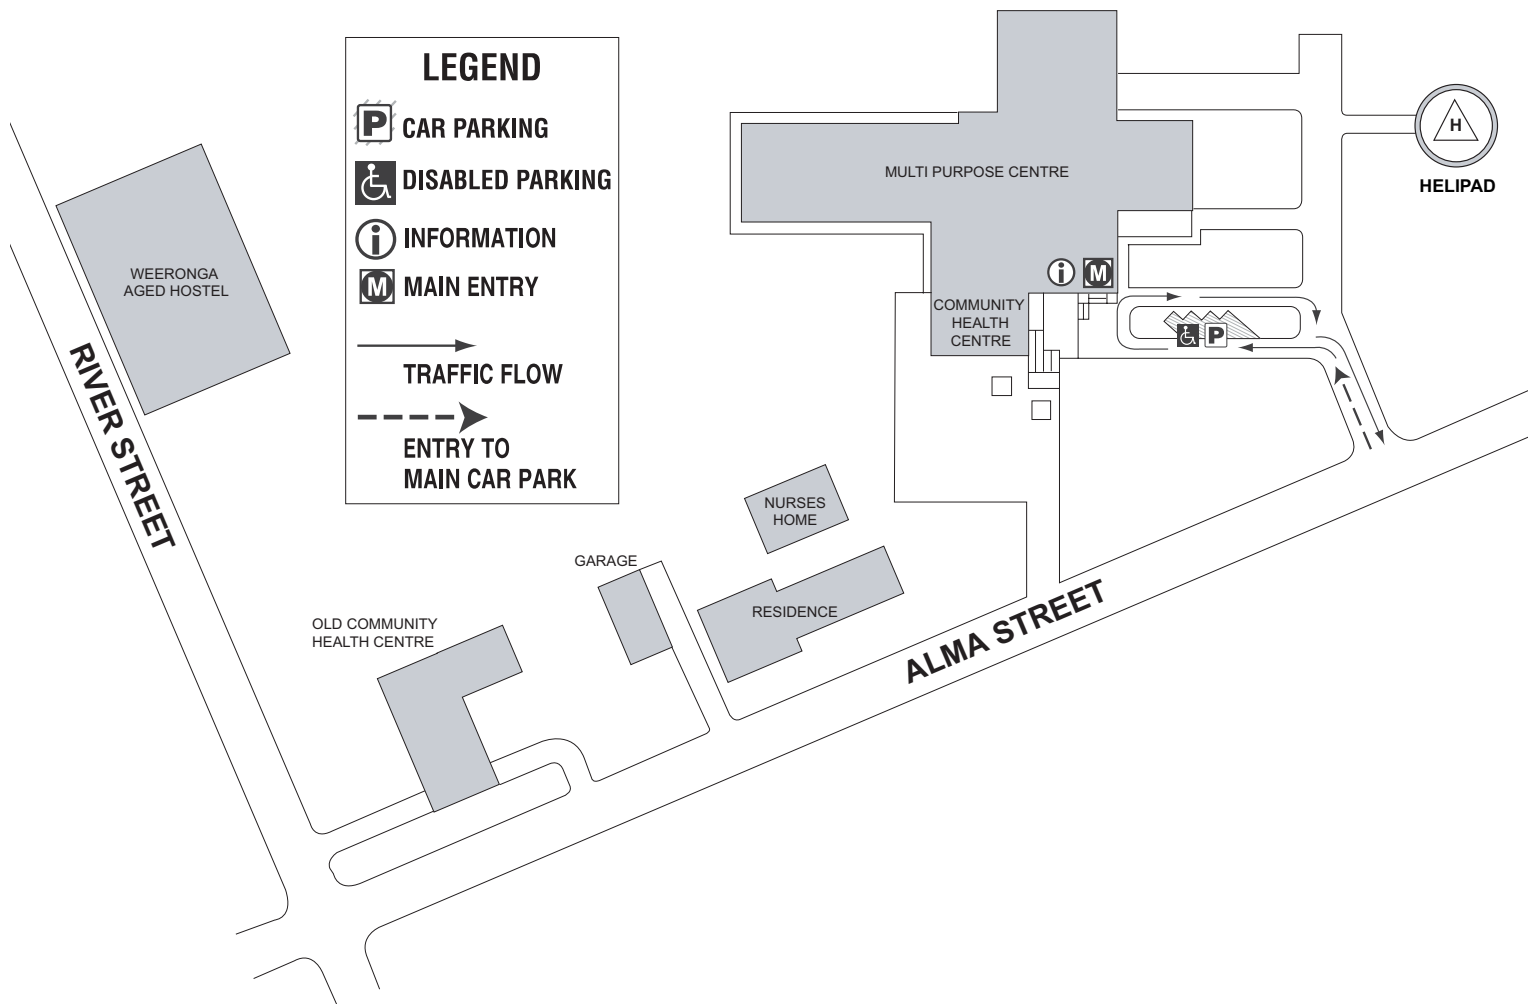 LEGEND
P CAR PARKING
DISABLED PARKING
i INFORMATION
M MAIN ENTRY
TRAFFIC FLOW
ENTRY TO
MAIN CAR PARK
MULTI PURPOSE CENTRE
H
HELIPAD
WEERONGA
AGED HOSTEL
i M
COMMUNITY
HEALTH
CENTRE
P
RIVER STREET
NURSES
HOME
GARAGE
RESIDENCE
OLD COMMUNITY
HEALTH CENTRE
ALMA STREET